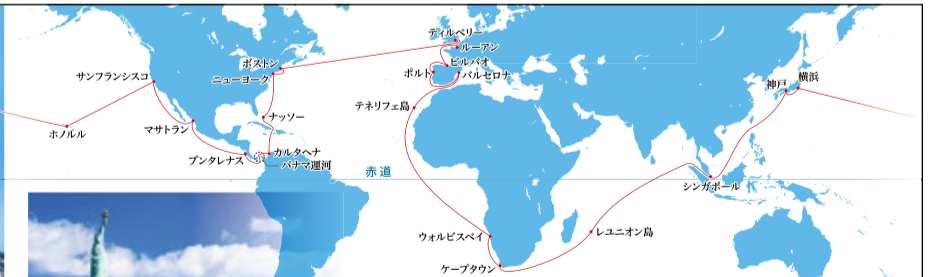 ティルベリー
ルーアン
ビルバオ
ポルト
バルセロナ
ボストン
ニューヨーク
サンフランシスコ
ホノルル
マサトラン
ナッソー
カルタヘナ
プンタレナス
パナマ運河
テネリフェ島
赤道
神戸
横浜
シンガポール
ウォルビスベイ
レユニオン島
ケープタウン